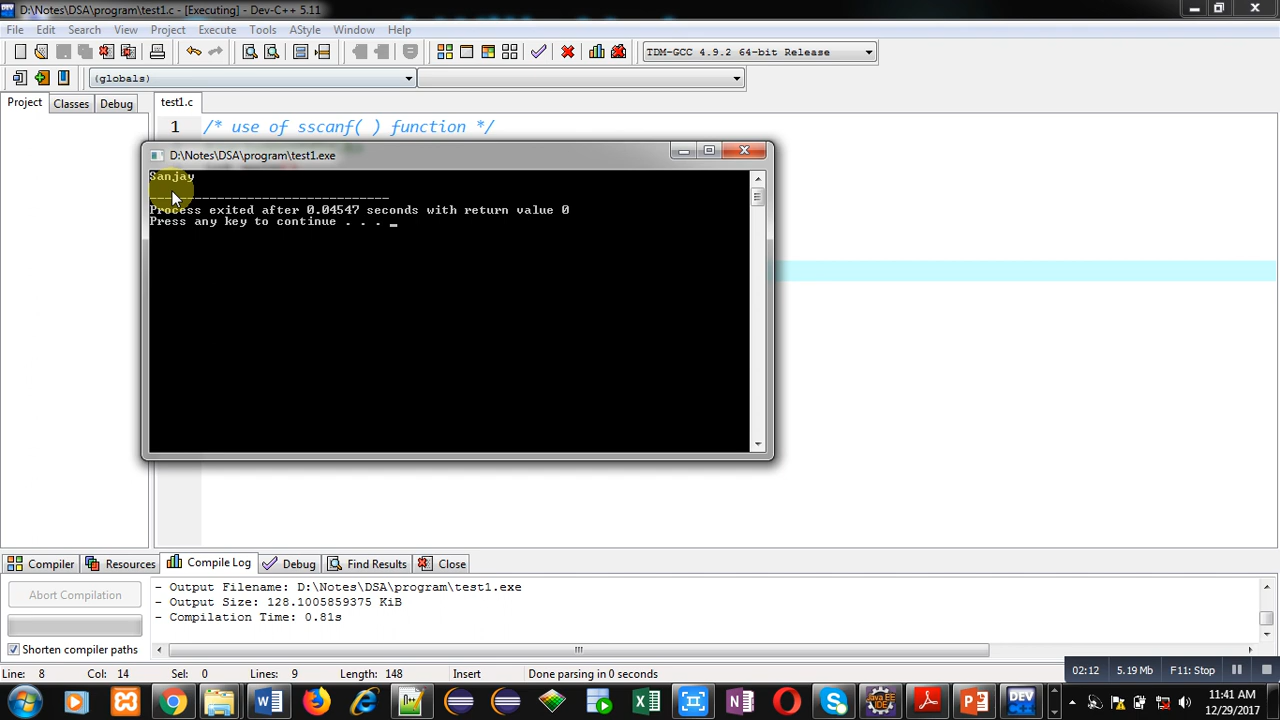 D:\Notes\DSA\program\test1.c - [Executing] - Dev-C++ 5.11
File Edit Search View Project Execute Tools AStyle Window Help
TDM-GCC 4.9.2 64-bit Release
(globals)
Project Classes Debug test1.c
1 /* use of sscanf( ) function */
D:\Notes\DSA\program\test1.exe
Sanjay
--------------------------------
Process exited after 0.04547 seconds with return value 0
Press any key to continue . . . _
Compiler Resources Compile Log Debug Find Results Close
Abort Compilation
- Output Filename: D:\Notes\DSA\program\test1.exe
- Output Size: 128.1005859375 KiB
- Compilation Time: 0.81s
Shorten compiler paths
Line: 8 Col: 14 Sel: 0 Lines: 9 Length: 148 Insert Done parsing in 0 seconds
02:12 5.19 Mb F11: Stop
11:41 AM
12/29/2017